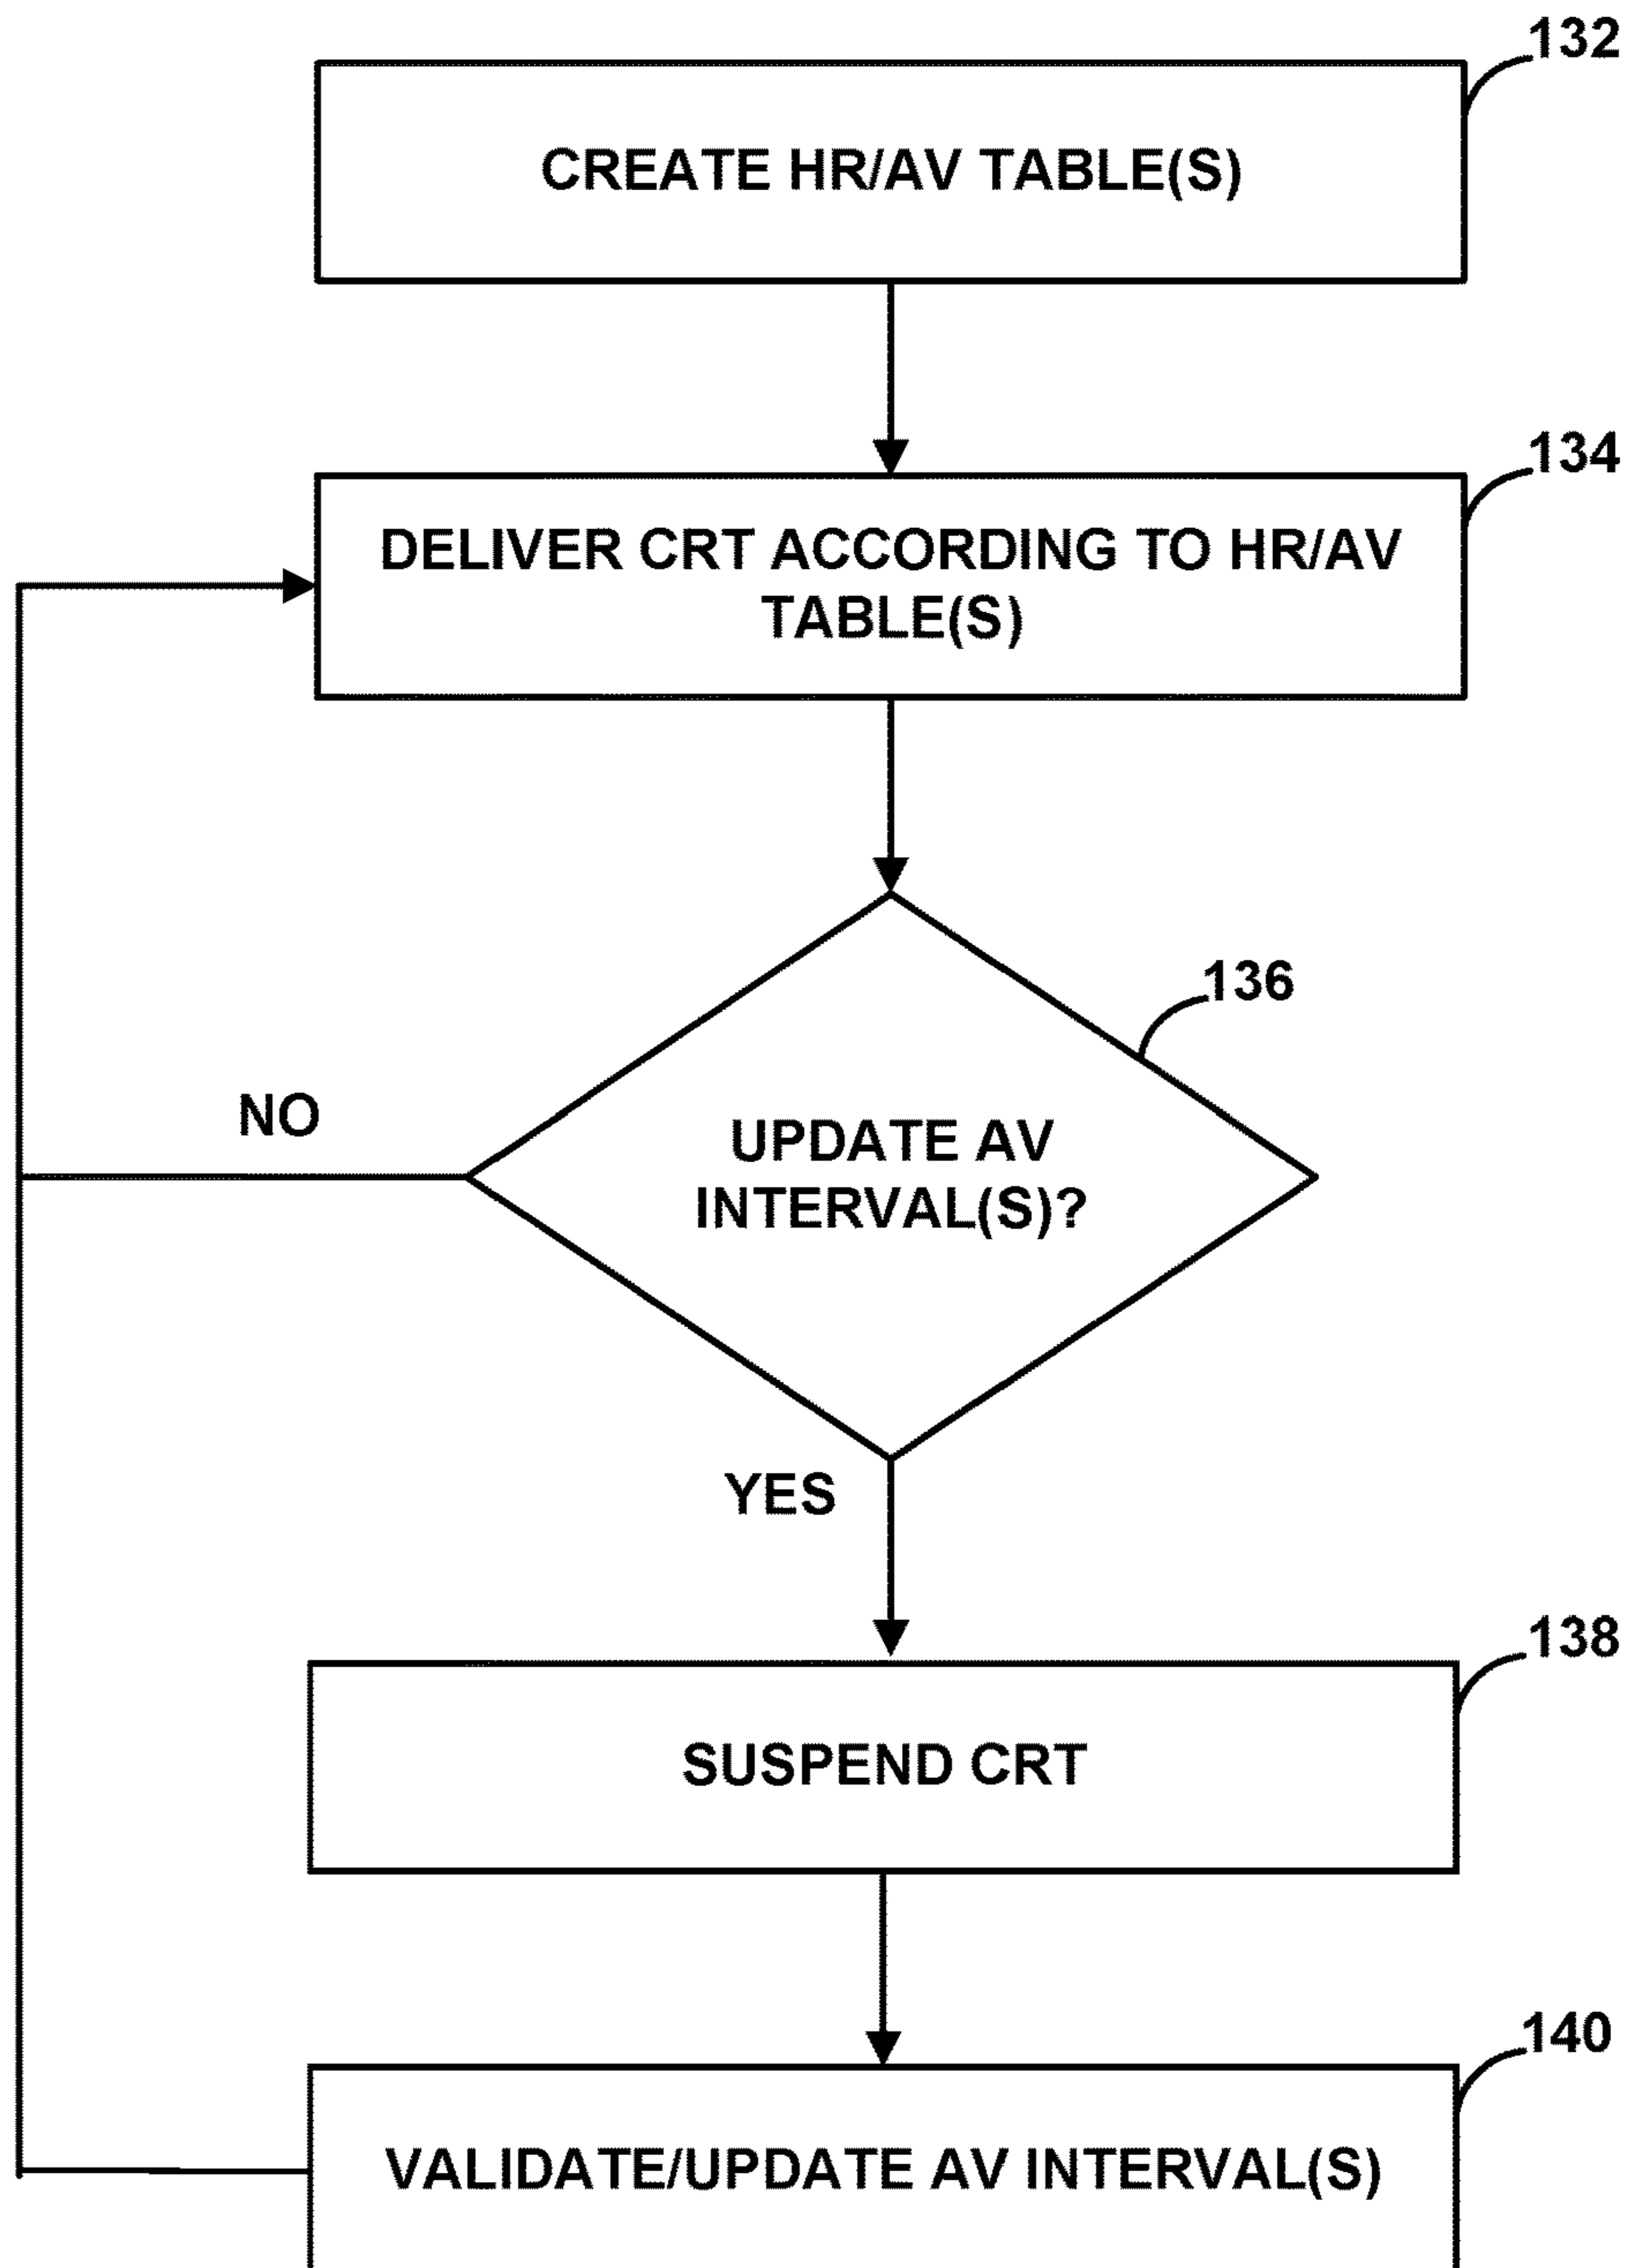 132
CREATE HR/AV TABLE(S)
134
DELIVER CRT ACCORDING TO HR/AV
TABLE(S)
136
NO
UPDATE AV
INTERVAL(S)?
YES
138
SUSPEND CRT
140
VALIDATE/UPDATE AV INTERVAL(S)